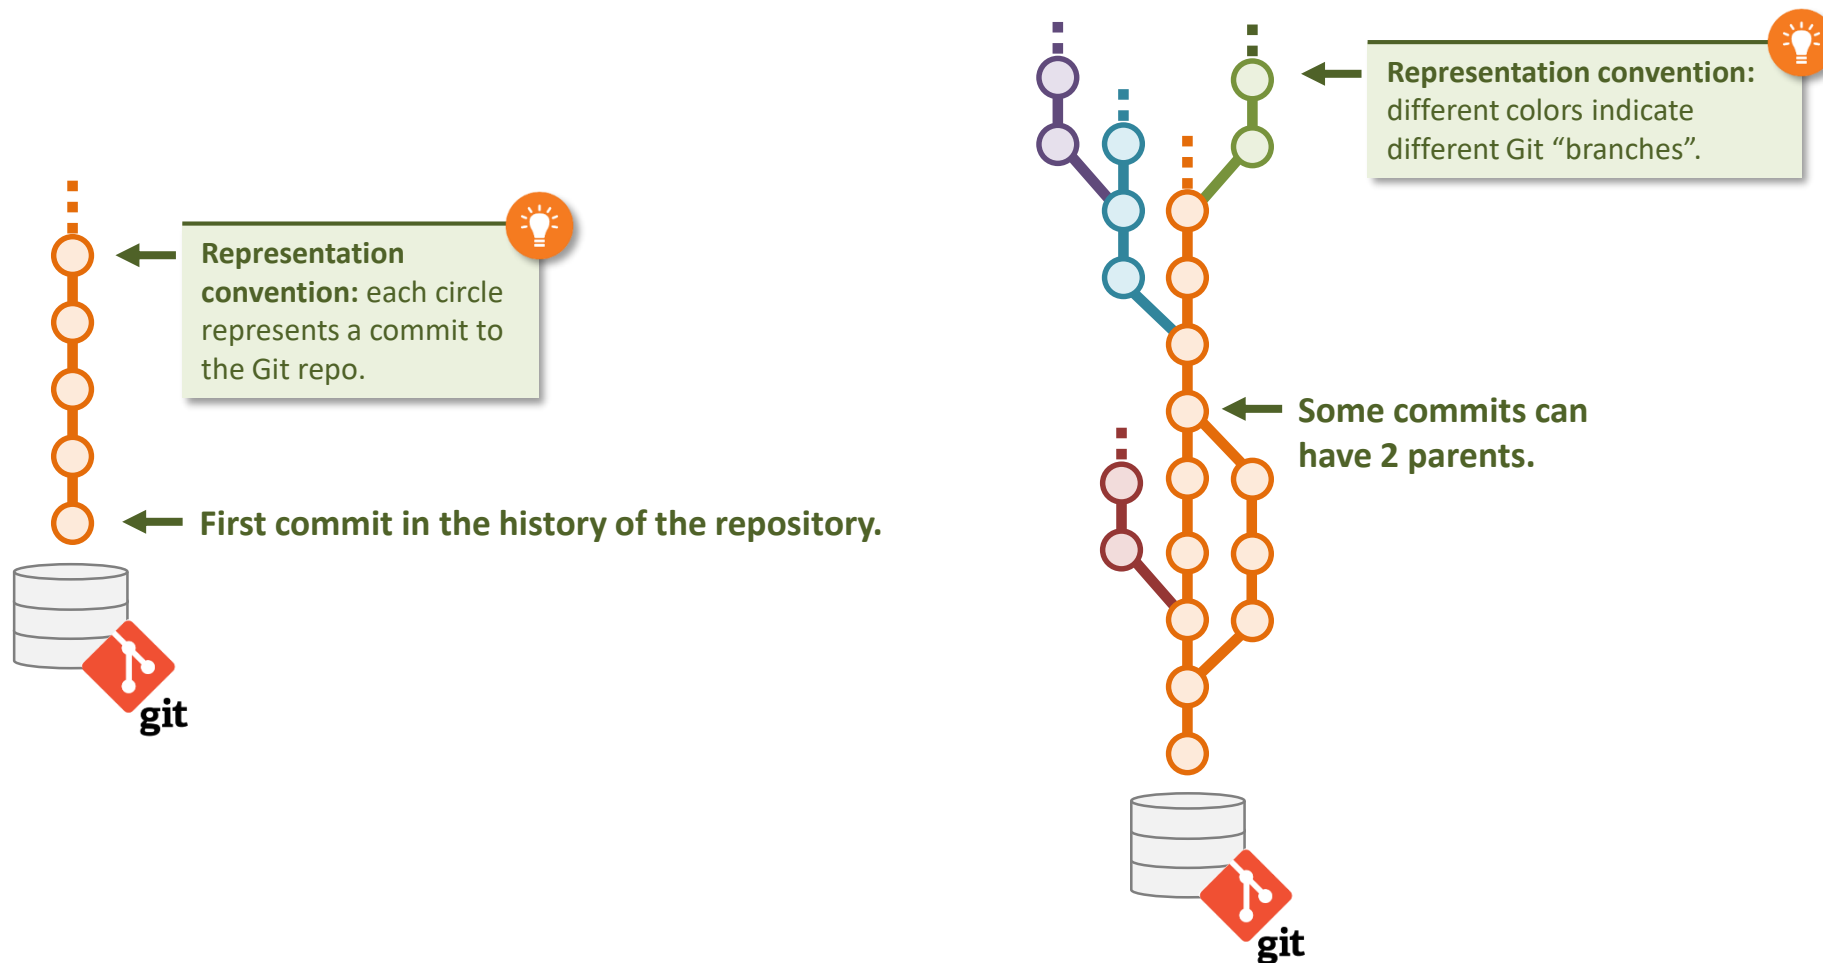 Representation
convention: each circle
represents a commit to
the Git repo.
First commit in the history of the repository.
git
Representation convention:
different colors indicate
different Git “branches”.
Some commits can
have 2 parents.
git